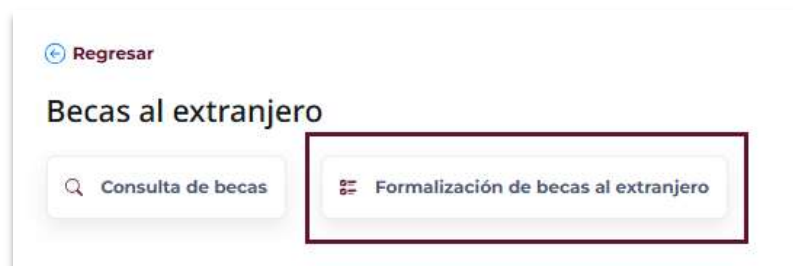 Regresar
Becas al extranjero
Consulta de becas
Formalización de becas al extranjero